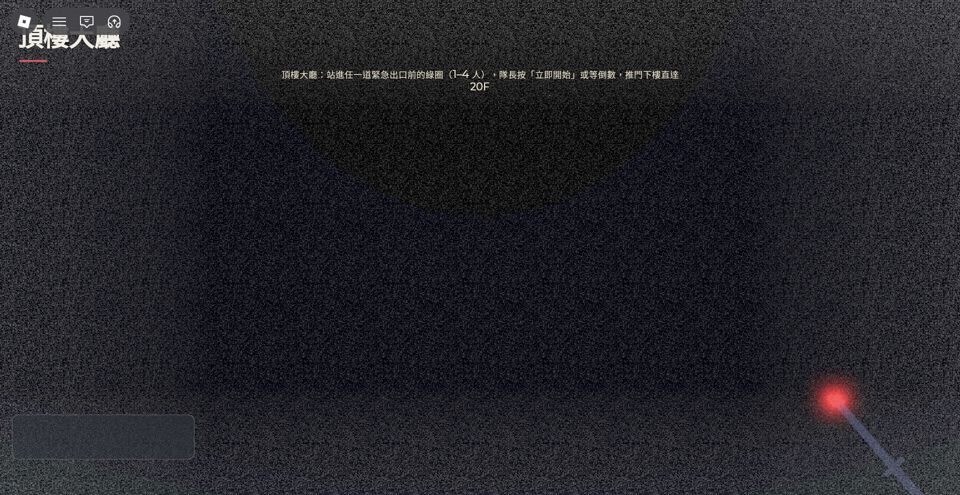 頂樓大廳
頂樓大廳：站進任一道緊急出口前的綠圈（1–4 人），隊長按「立即開始」或等倒數，推門下樓直達
20F